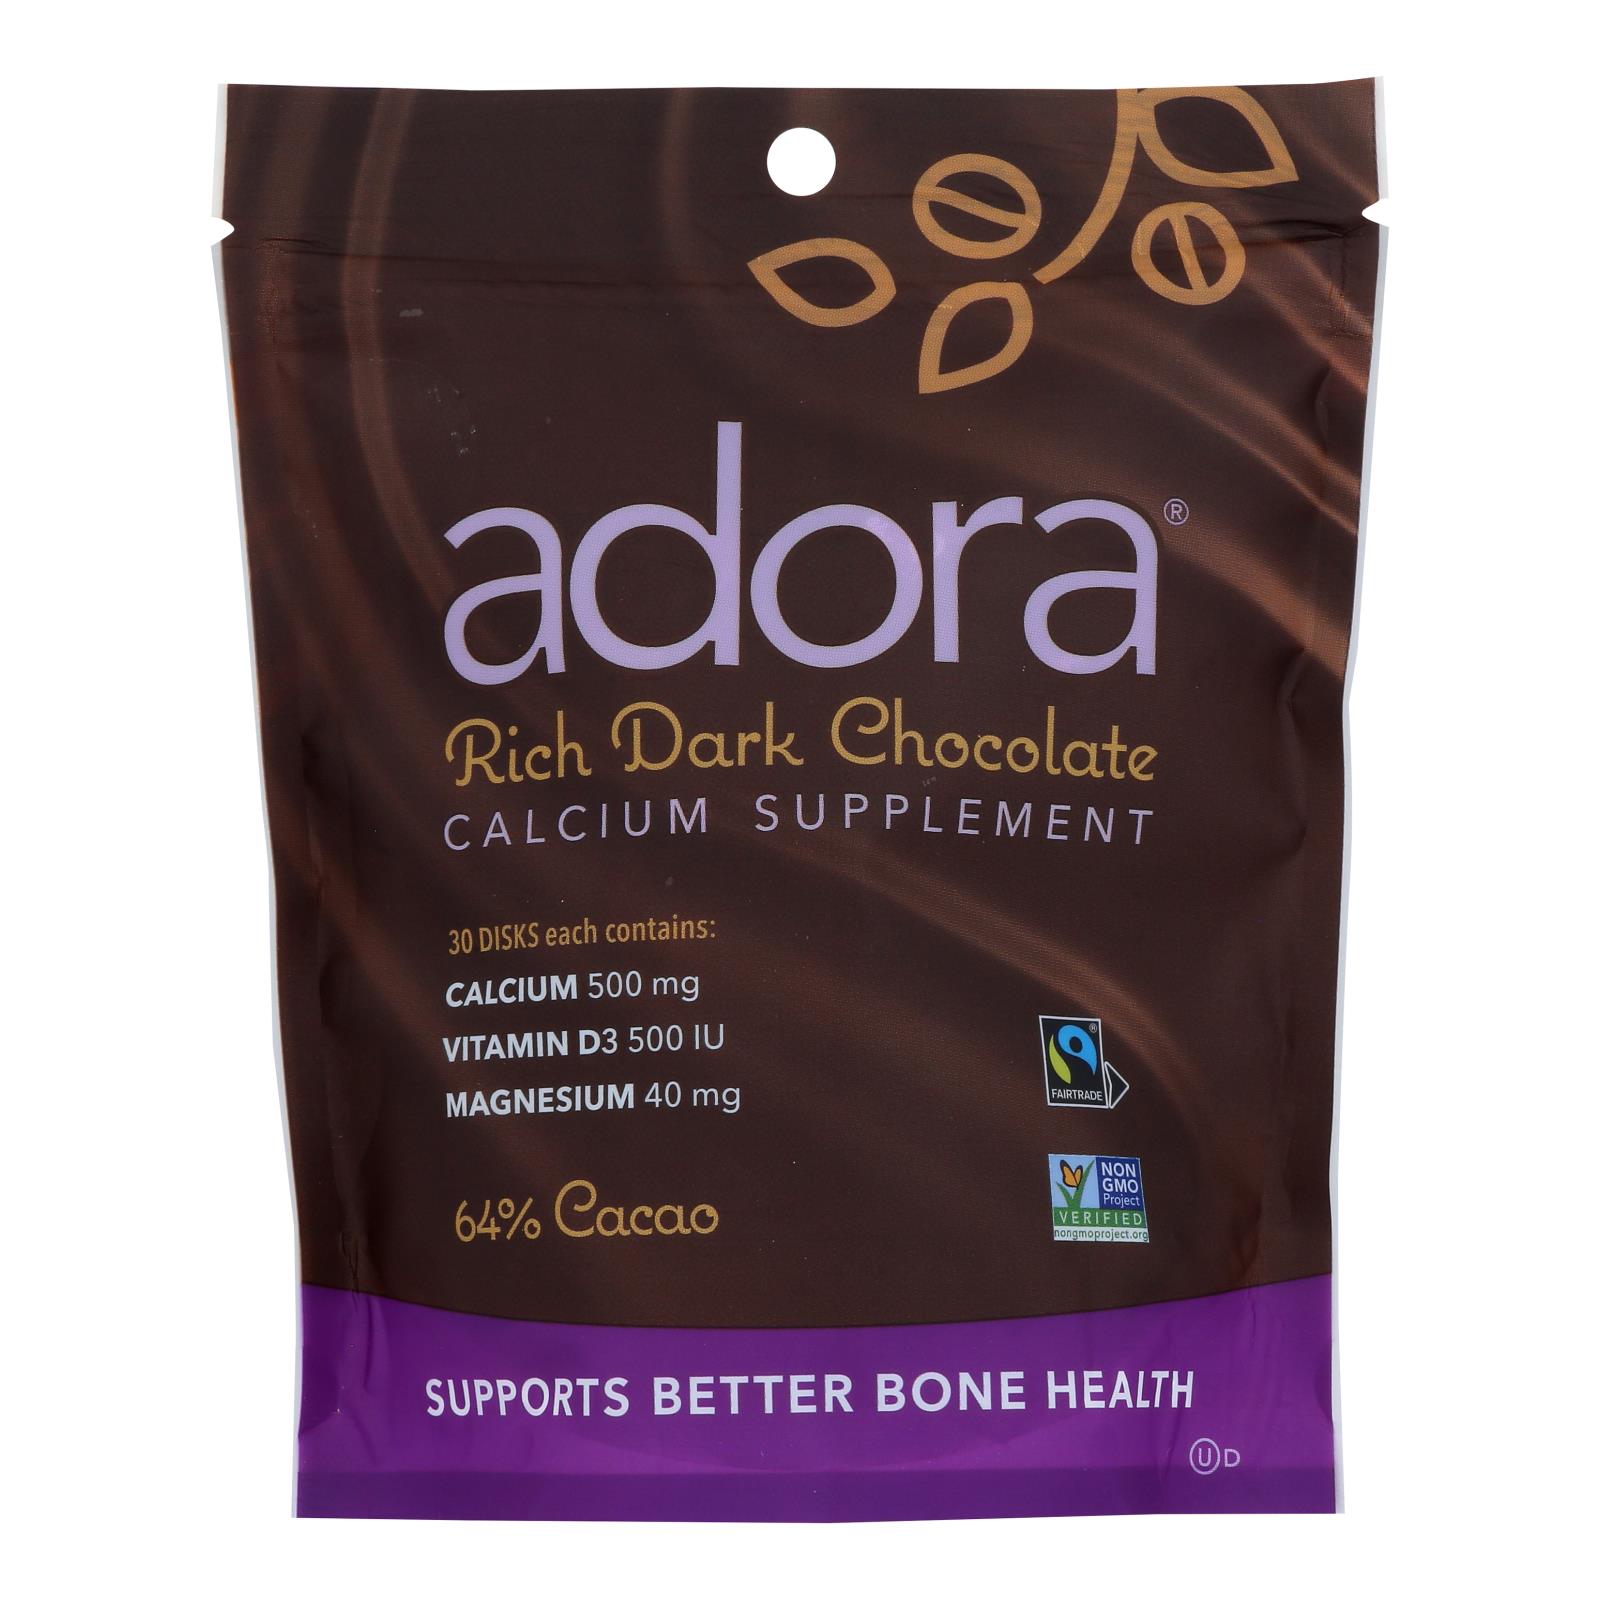 adora®
Rich Dark Chocolate
CALCIUM SUPPLEMENT
30 DISKS each contains:
CALCIUM 500 mg
VITAMIN D3 500 IU
MAGNESIUM 40 mg
® FAIRTRADE
NON
GMO
Project
VERIFIED
nongmoproject.org
64% Cacao
SUPPORTS BETTER BONE HEALTH
Ⓤ D